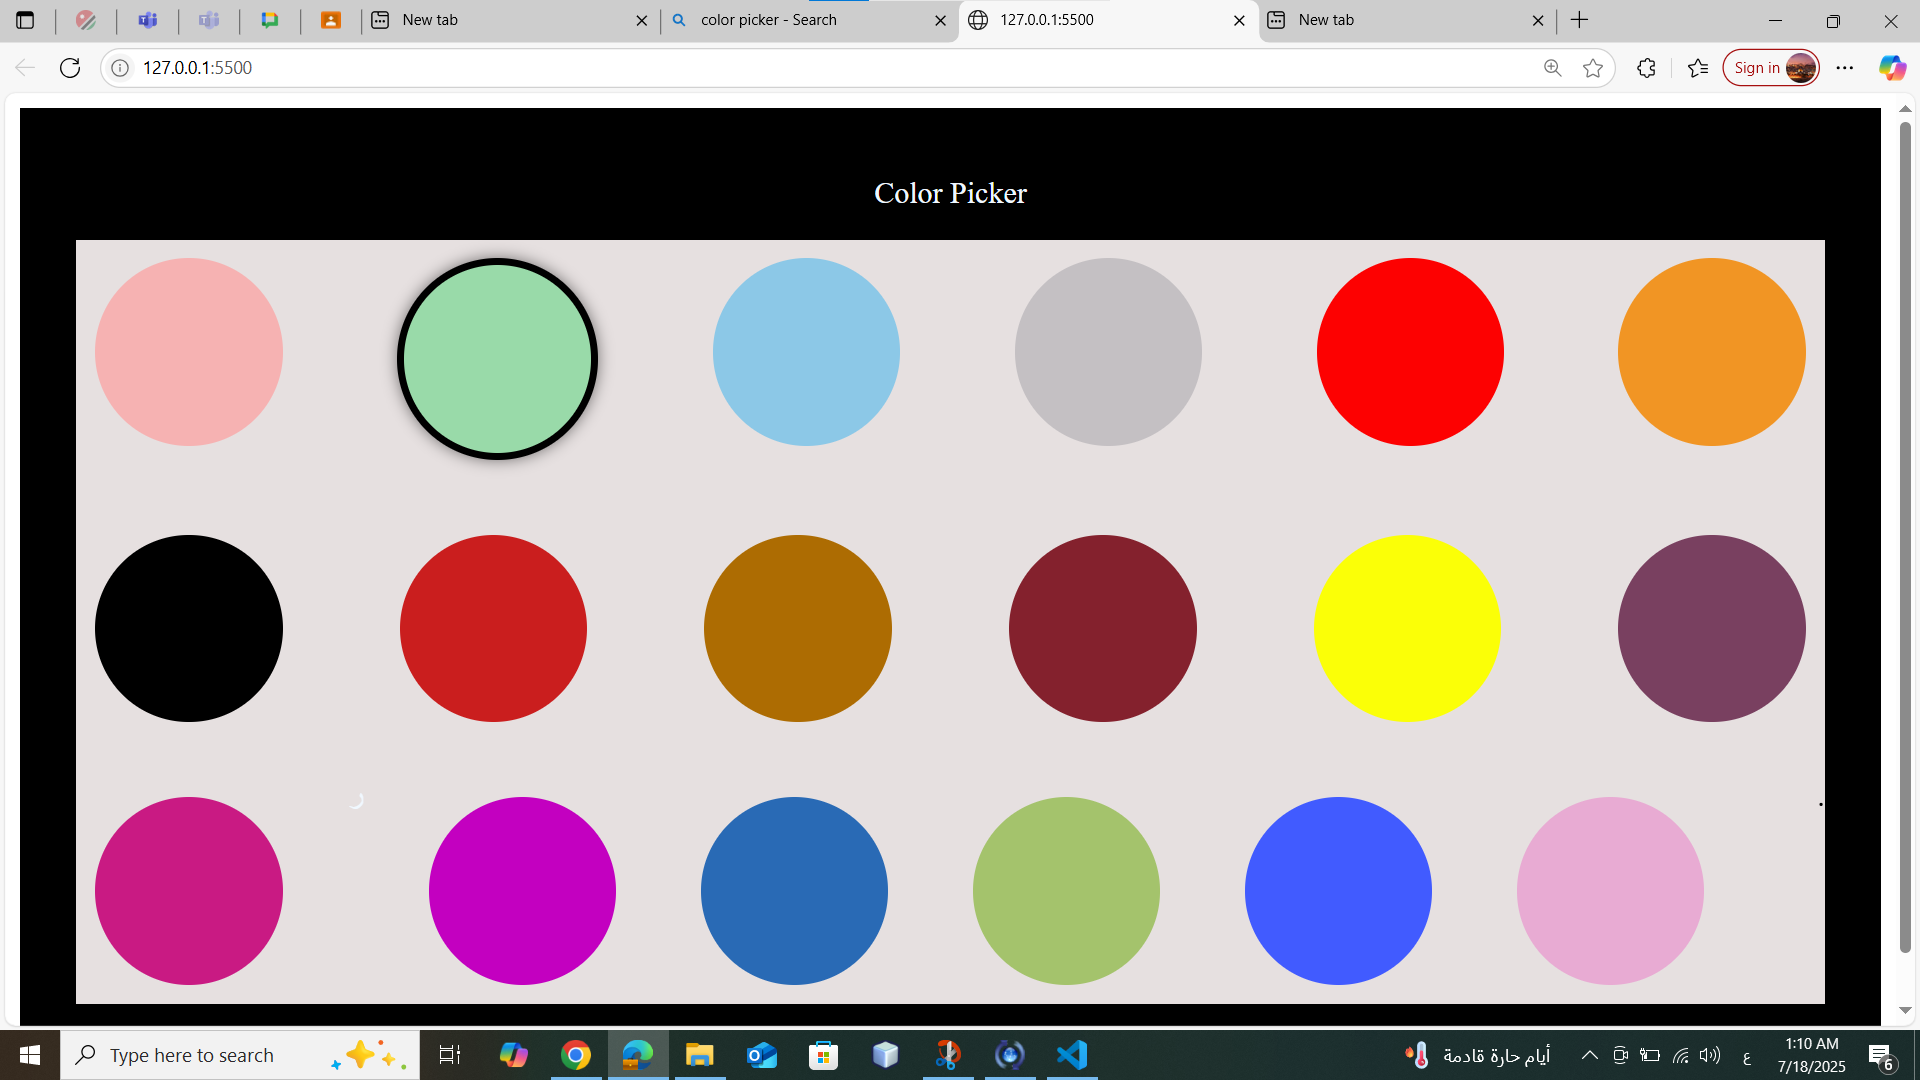 New tab
color picker - Search
127.0.0.1:5500
New tab
127.0.0.1:5500
Sign in
Color Picker
.
Type here to search
أيام حارة قادمة
ع
1:10 AM
7/18/2025
6